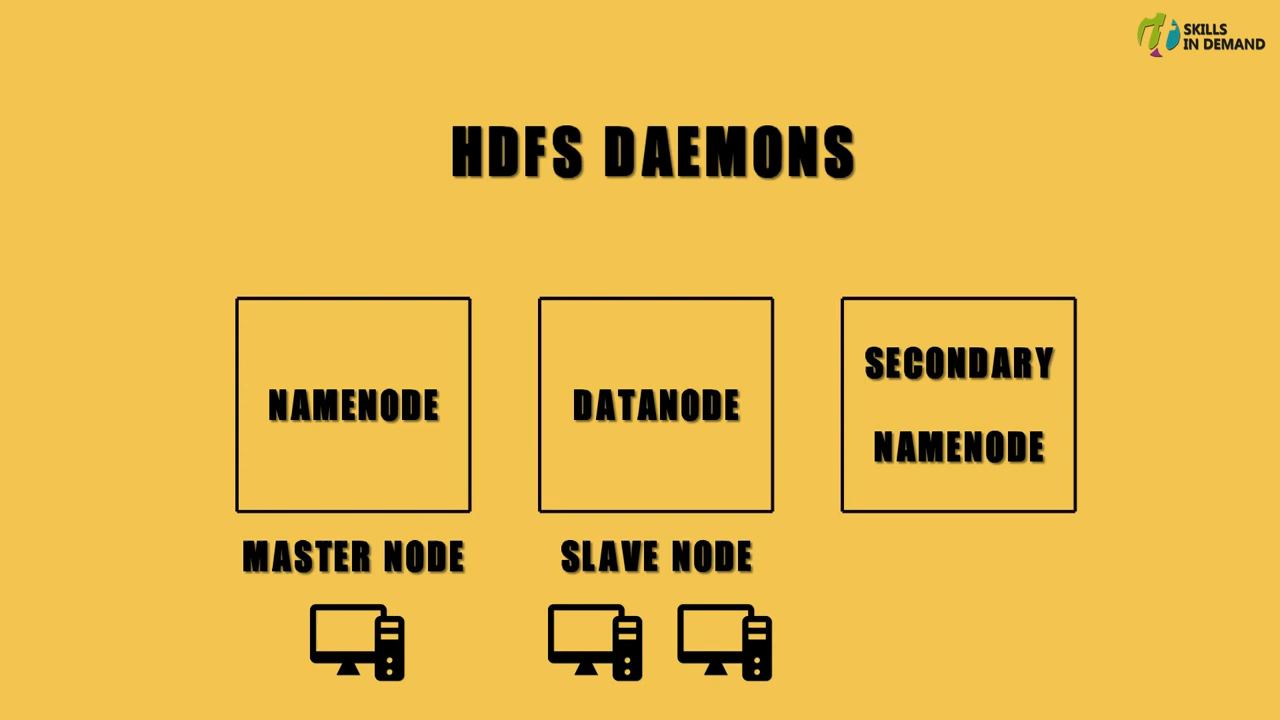 SKILLS
IN DEMAND
HDFS DAEMONS
NAMENODE
DATANODE
SECONDARY
NAMENODE
MASTER NODE
SLAVE NODE